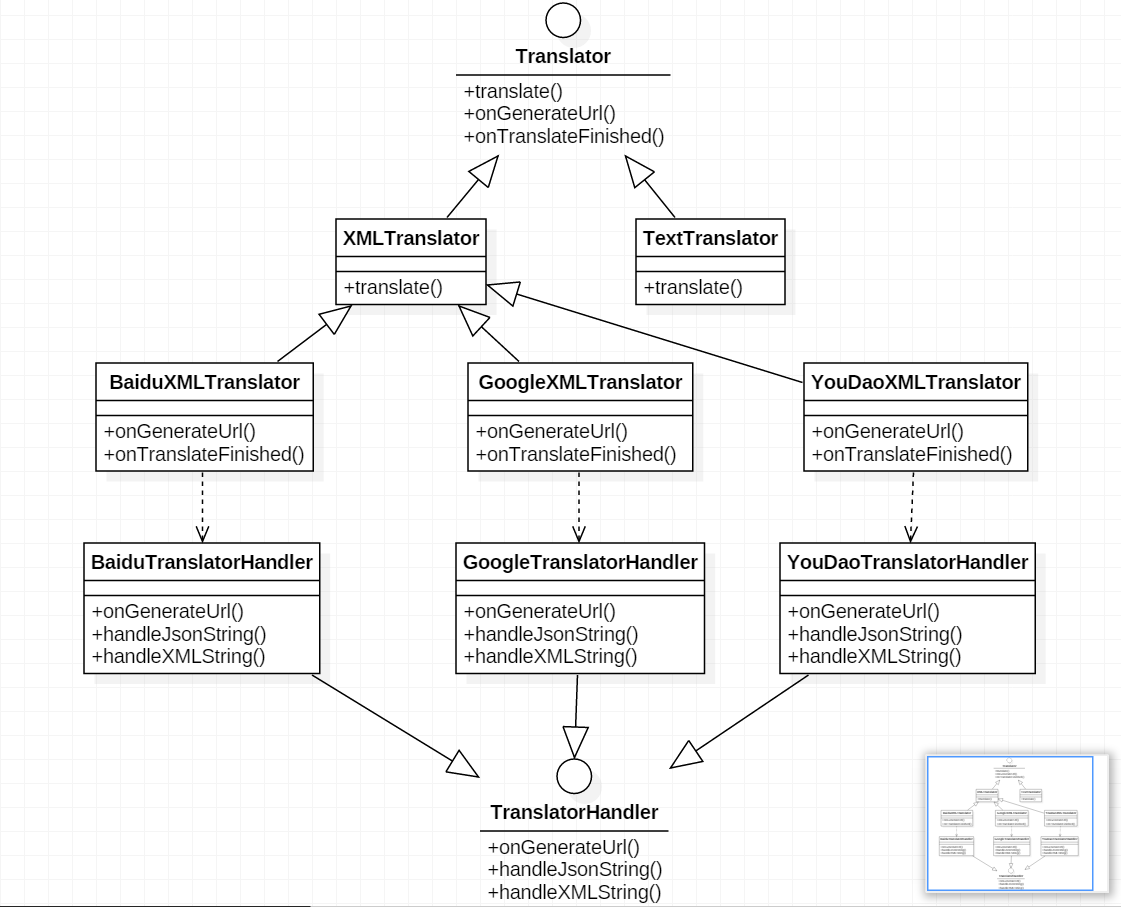 Translator
+translate()
+onGenerateUrl()
+onTranslateFinished()
XMLTranslator
+translate()
TextTranslator
+translate()
BaiduXMLTranslator
+onGenerateUrl()
+onTranslateFinished()
GoogleXMLTranslator
+onGenerateUrl()
+onTranslateFinished()
YouDaoXMLTranslator
+onGenerateUrl()
+onTranslateFinished()
BaiduTranslatorHandler
+onGenerateUrl()
+handleJsonString()
+handleXMLString()
GoogleTranslatorHandler
+onGenerateUrl()
+handleJsonString()
+handleXMLString()
YouDaoTranslatorHandler
+onGenerateUrl()
+handleJsonString()
+handleXMLString()
TranslatorHandler
+onGenerateUrl()
+handleJsonString()
+handleXMLString()